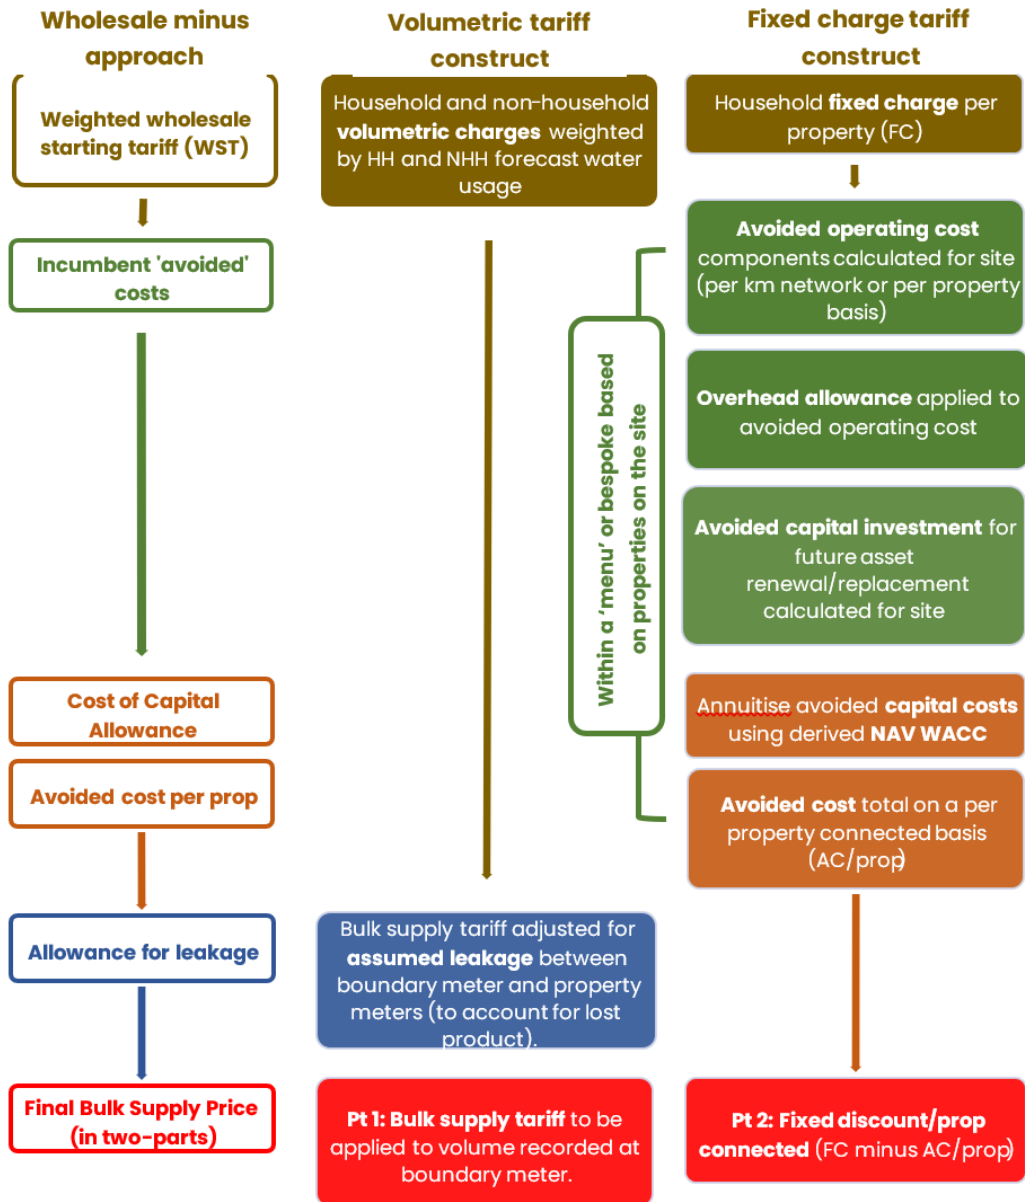 Wholesale minus
approach
Weighted wholesale
starting tariff (WST)
Incumbent 'avoided'
costs
Cost of Capital
Allowance
Avoided cost per prop
Allowance for leakage
Final Bulk Supply Price
(in two-parts)
Volumetric tariff
construct
Household and non-household
volumetric charges weighted
by HH and NHH forecast water
usage
Within a 'menu' or bespoke based
on properties on the site
Bulk supply tariff adjusted for
assumed leakage between
boundary meter and property
meters (to account for lost
product).
Pt 1: Bulk supply tariff to be
applied to volume recorded at
boundary meter.
Fixed charge tariff
construct
Household fixed charge per
property (FC)
Avoided operating cost
components calculated for site
(per km network or per property
basis)
Overhead allowance applied to
avoided operating cost
Avoided capital investment for
future asset
renewal/replacement
calculated for site
Annuitise avoided capital costs
using derived NAV WACC
Avoided cost total on a per
property connected basis
(AC/prop)
Pt 2: Fixed discount/prop
connected (FC minus AC/prop)